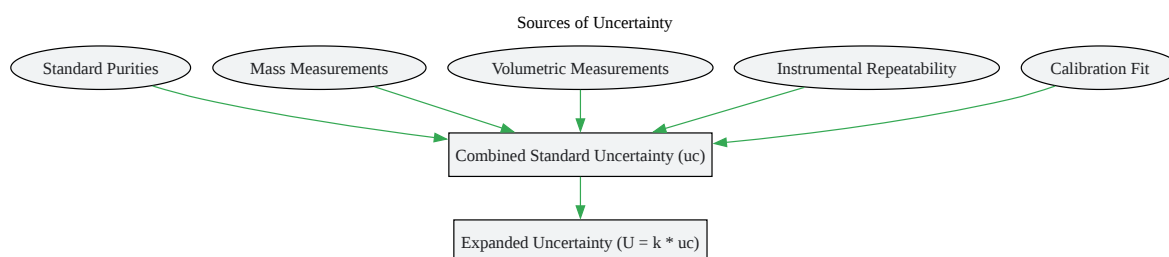 Sources of Uncertainty
Standard Purities
Mass Measurements
Volumetric Measurements
Instrumental Repeatability
Calibration Fit
Combined Standard Uncertainty (uc)
Expanded Uncertainty (U = k * uc)